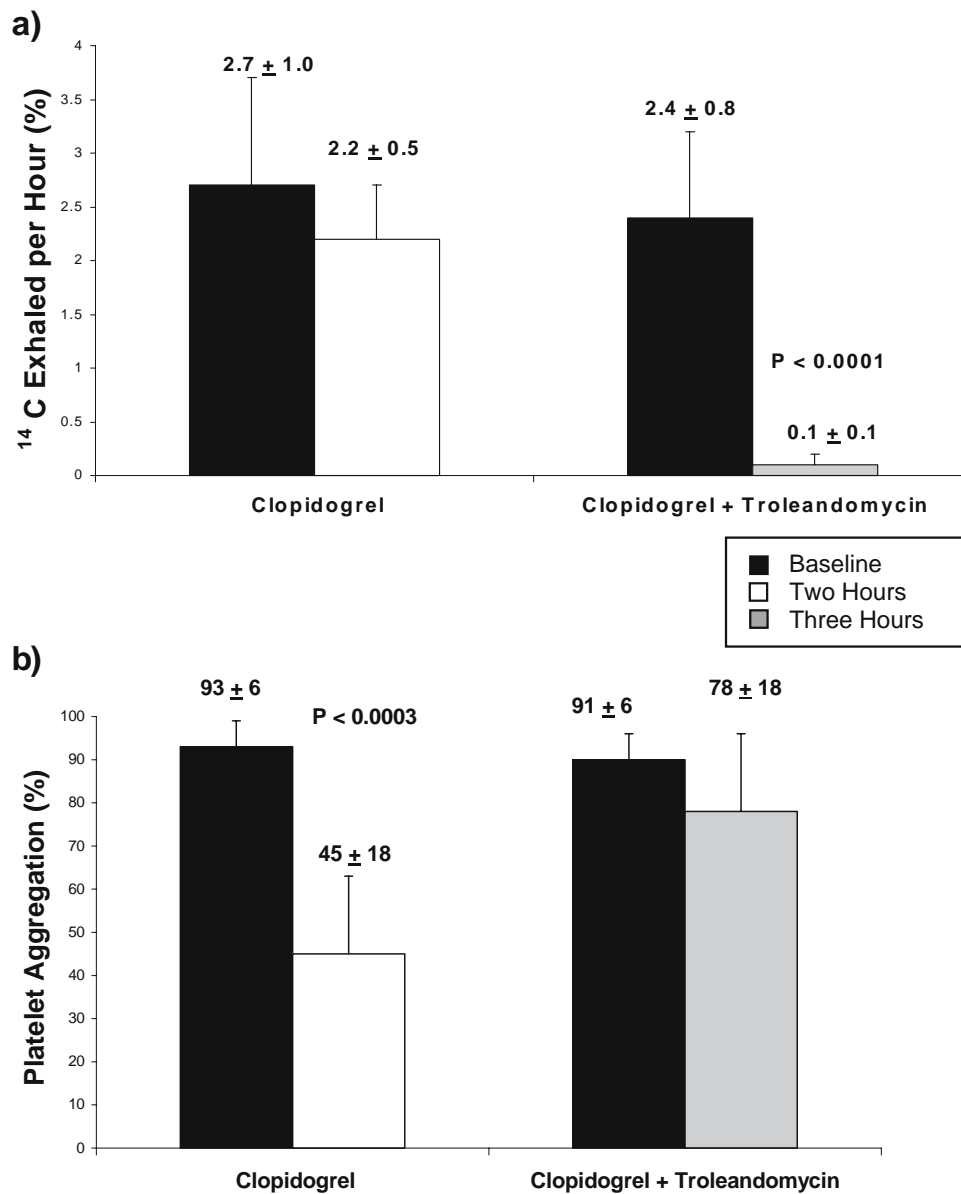 a)
14 C Exhaled per Hour (%)
4
3.5
3
2.5
2
1.5
1
0.5
0
2.7 ± 1.0
2.2 ± 0.5
2.4 ± 0.8
P < 0.0001
0.1 ± 0.1
Clopidogrel
Clopidogrel + Troleandomycin
Baseline
Two Hours
Three Hours
b)
Platelet Aggregation (%)
100
90
80
70
60
50
40
30
20
10
0
93 ± 6
P < 0.0003
45 ± 18
91 ± 6
78 ± 18
Clopidogrel
Clopidogrel + Troleandomycin